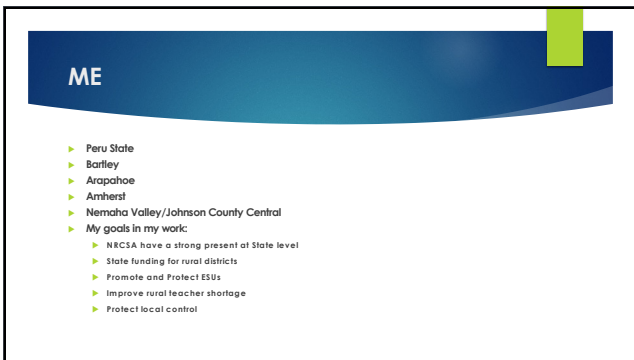 ME
Peru State
Bartley
Arapahoe
Amherst
Nemaha Valley/Johnson County Central
My goals in my work:
NRCSA have a strong present at State level
State funding for rural districts
Promote and Protect ESUs
Improve rural teacher shortage
Protect local control